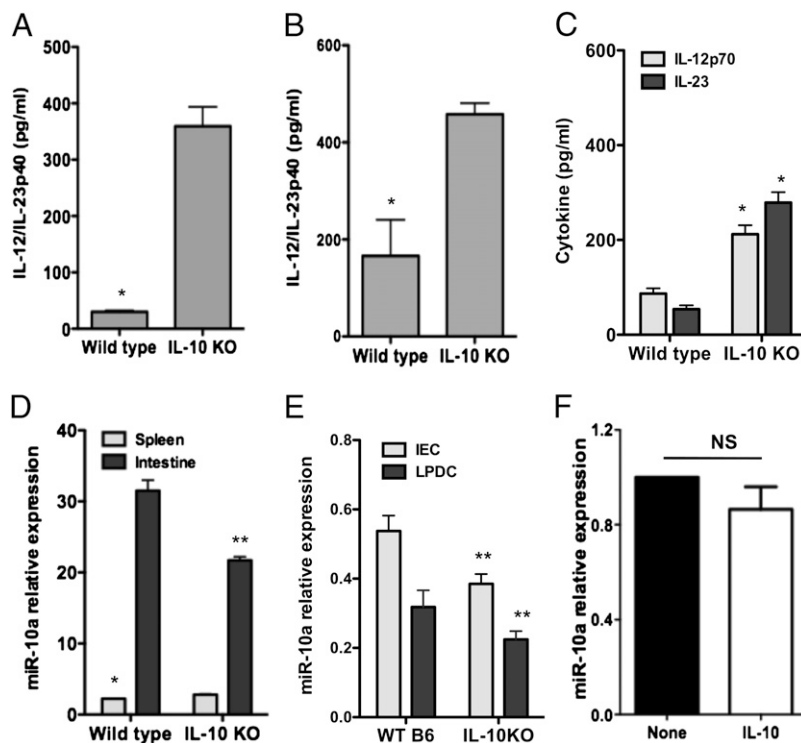 A
IL-12/IL-23p40 (pg/ml)
500
400
300
200
100
0
*
Wild type IL-10 KO
B
IL-12/IL-23p40 (pg/ml)
600
400
200
0
*
Wild type IL-10 KO
C
Cytokine (pg/ml)
600
400
200
0
IL-12p70
IL-23
*
*
Wild type IL-10 KO
D
miR-10a relative expression
40
30
20
10
0
Spleen
Intestine
*
**
Wild type IL-10 KO
E
miR-10a relative expression
0.8
0.6
0.4
0.2
0.0
IEC
LPDC
**
**
WT B6 IL-10KO
F
miR-10a relative expression
1.2
0.8
0.4
0.0
NS
None IL-10